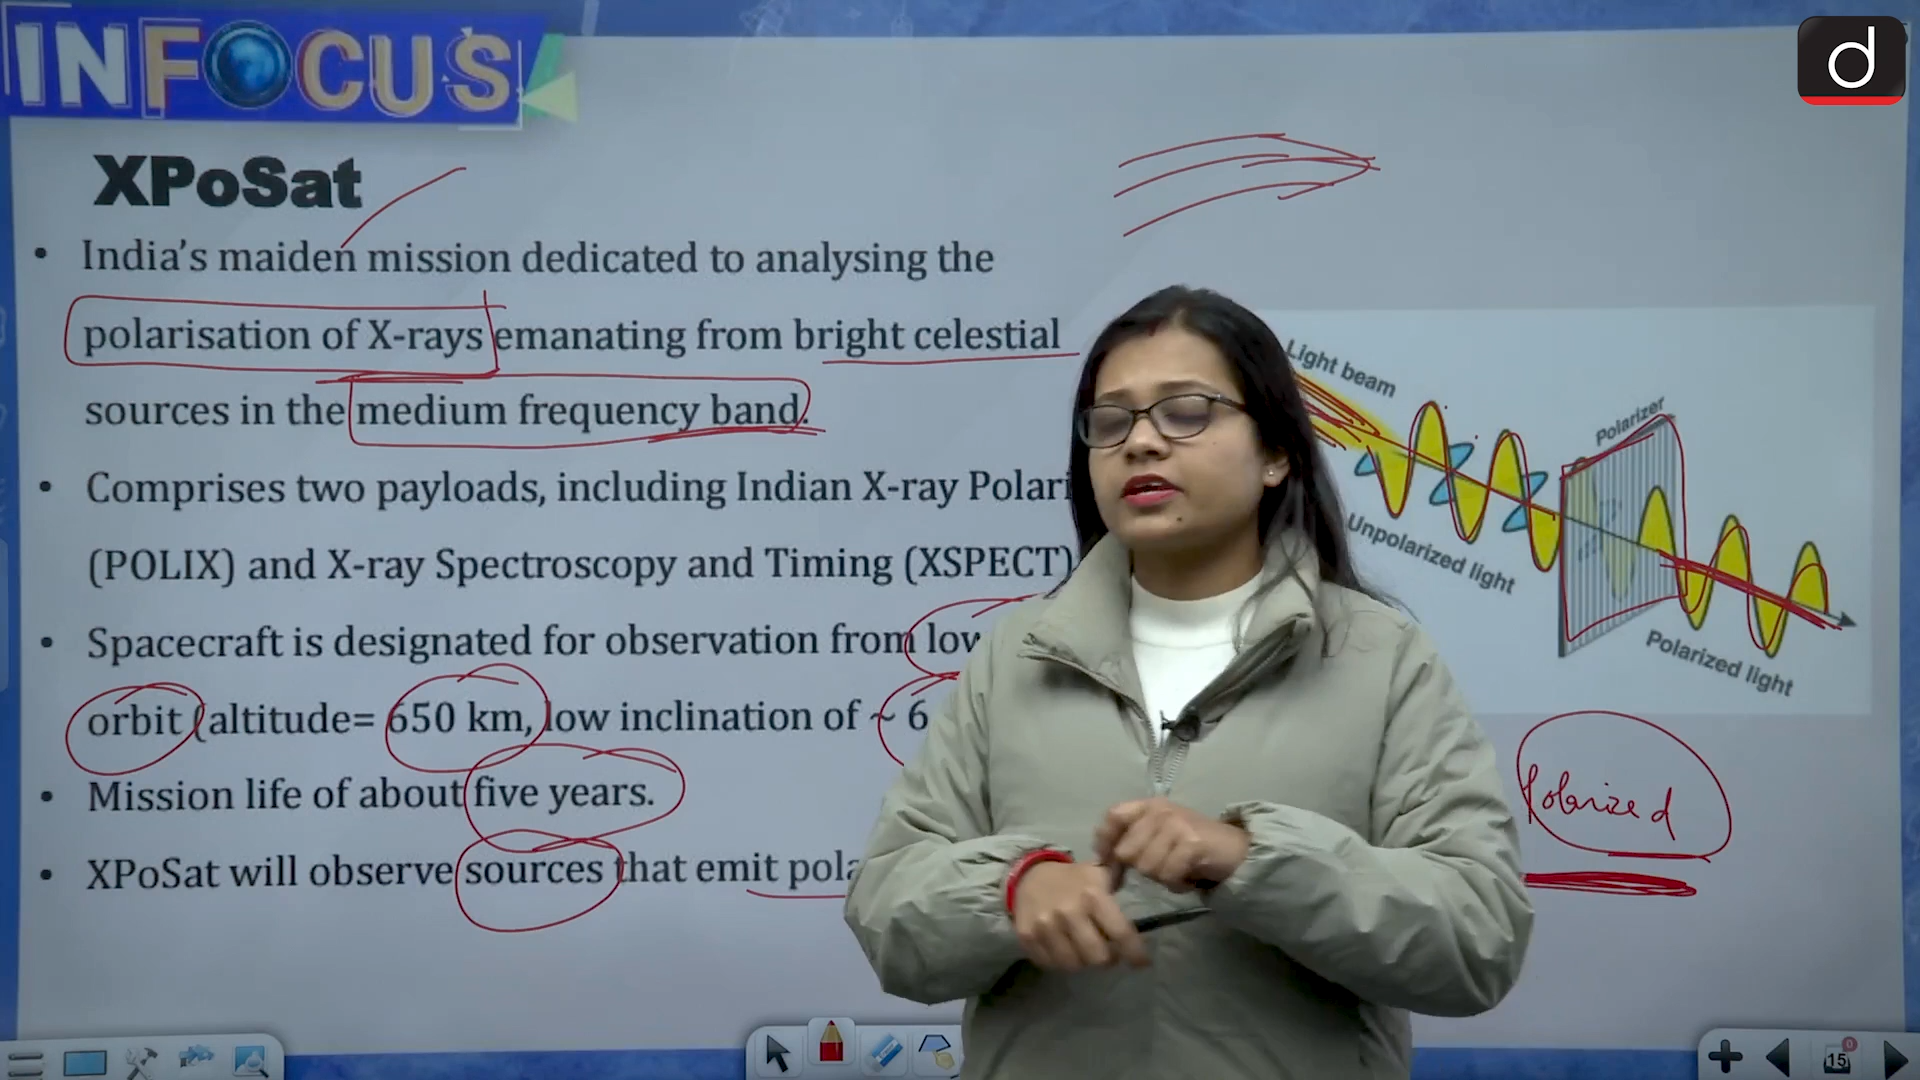 INFOCUS
d
XPoSat
• India's maiden mission dedicated to analysing the
polarisation of X-rays emanating from bright celestial
sources in the medium frequency band.
• Comprises two payloads, including Indian X-ray Polari
(POLIX) and X-ray Spectroscopy and Timing (XSPECT)
• Spacecraft is designated for observation from low
orbit (altitude= 650 km, low inclination of ~ 6
• Mission life of about five years.
• XPoSat will observe sources that emit pola
Light beam
Polarizer
Unpolarized light
Polarized light
Polarized
15
0